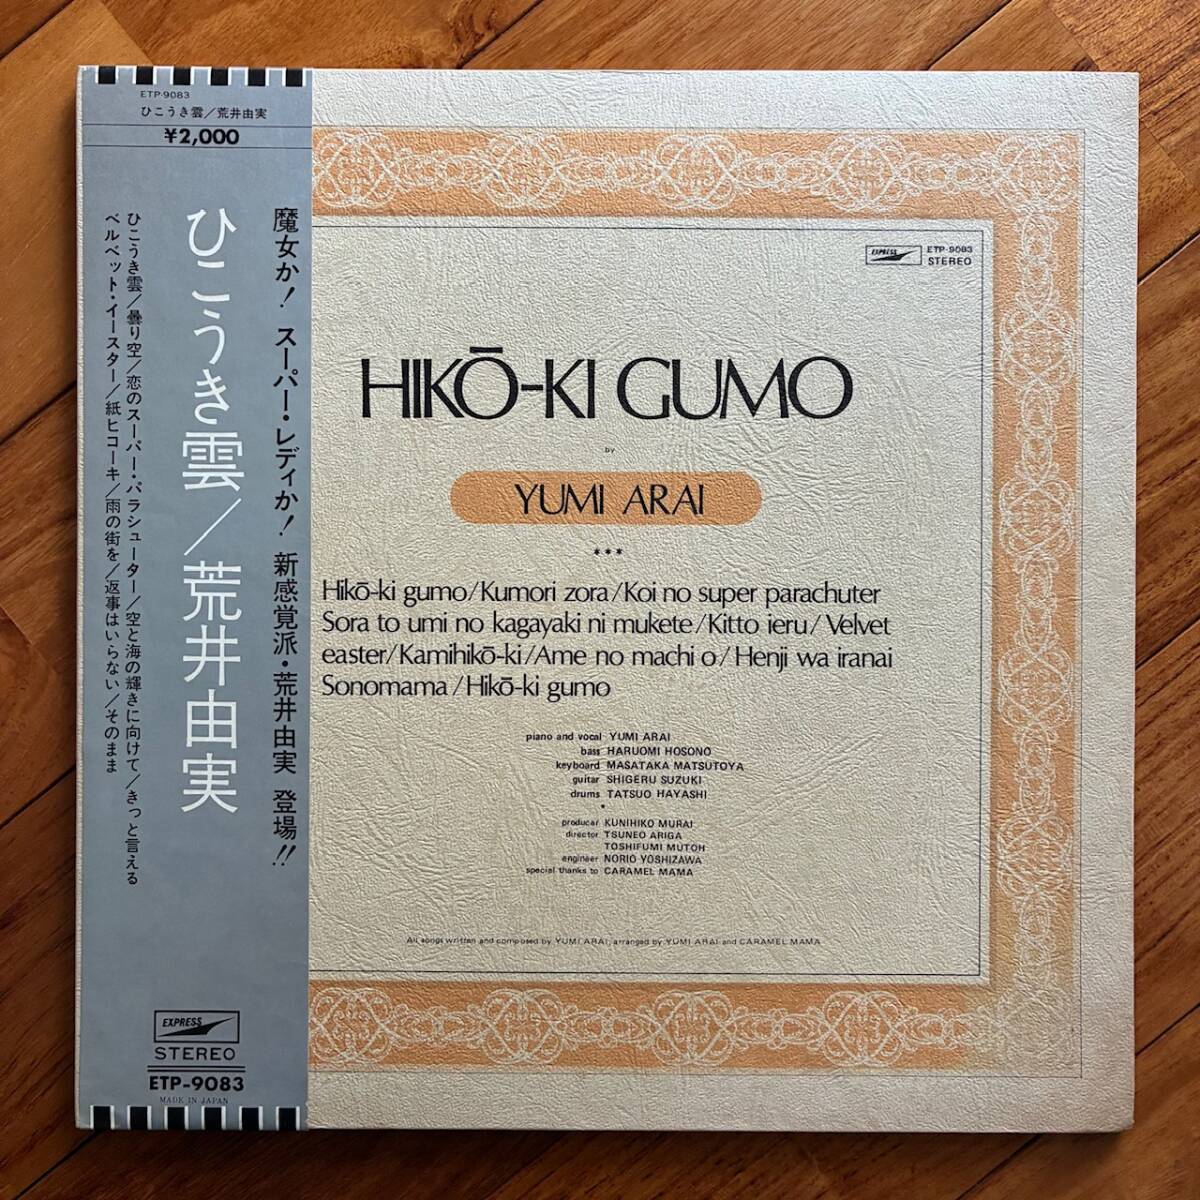 ETP-9083
ひこうき雲/荒井由実
¥2,000
魔女か! スーパー・レディか! 新感覚派・荒井由実 登場!!
ひこうき雲/荒井由実
ひこうき雲/曇り空/恋のスーパー・パラシューター/空と海の輝きに向けて/きっと言える
ベルベット・イースター/紙ヒコーキ/雨の街を/返事はいらない/そのまま
EXPRESS
STEREO
ETP-9083
MADE IN JAPAN
EXPRESS
ETP-9083
STEREO
HIKŌ-KI GUMO
by
YUMI ARAI
***
Hikō-ki gumo/Kumori zora/Koi no super parachuter
Sora to umi no kagayaki ni mukete/Kitto ieru/Velvet
easter/Kamihikō-ki/Ame no machi o/Henji wa iranai
Sonomama/Hikō-ki gumo
piano and vocal YUMI ARAI
bass HARUOMI HOSONO
keyboard MASATAKA MATSUTOYA
guitar SHIGERU SUZUKI
drums TATSUO HAYASHI
producer KUNIHIKO MURAI
director TSUNEO ARIGA
TOSHIFUMI MUTOH
engineer NORIO YOSHIZAWA
special thanks to CARAMEL MAMA
All songs written and composed by YUMI ARAI, arranged by YUMI ARAI and CARAMEL MAMA